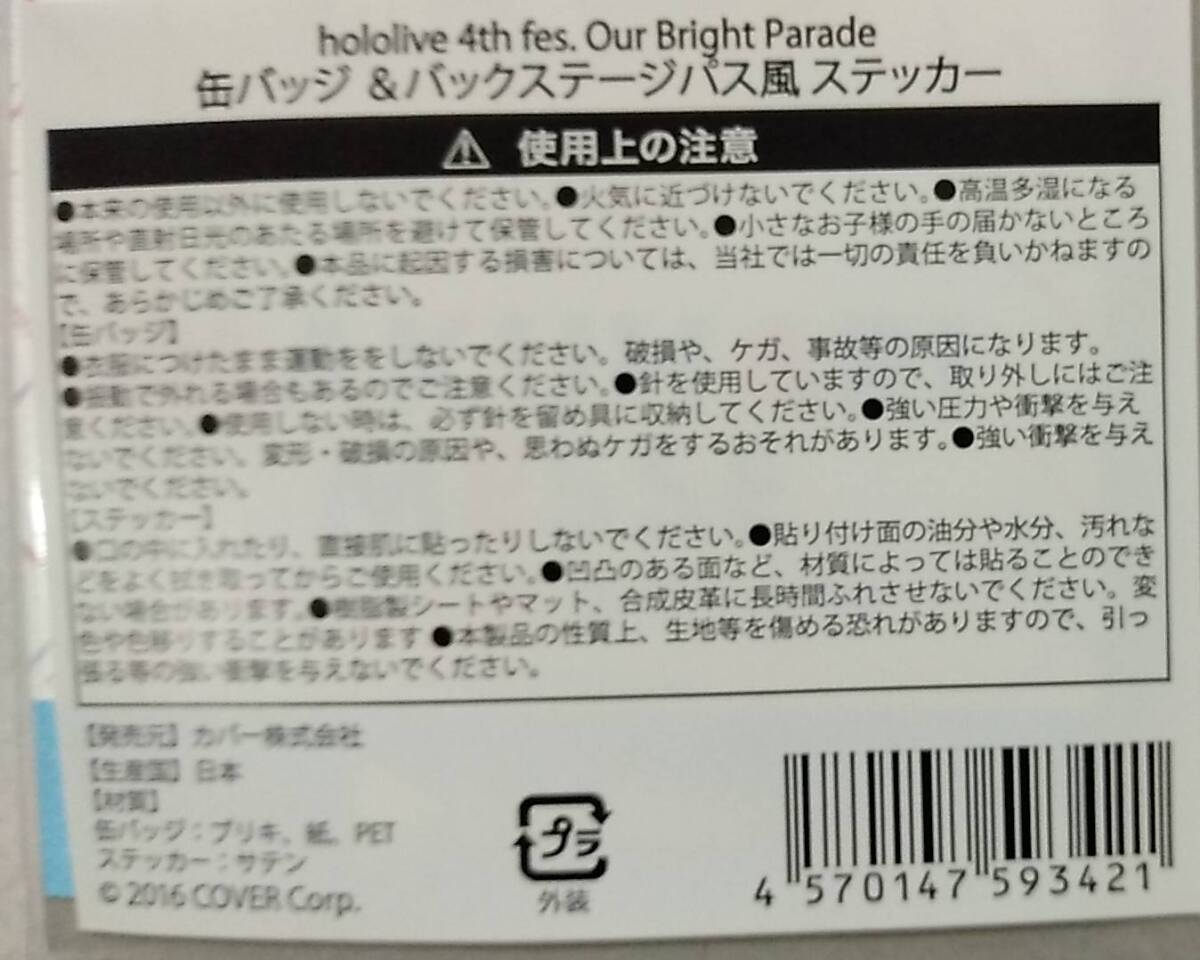 hololive 4th fes. Our Bright Parade
缶バッジ &バックステージパス風 ステッカー
⚠ 使用上の注意
●本来の使用以外に使用しないでください。●火気に近づけないでください。●高温多湿になる
場所や直射日光のあたる場所を避けて保管してください。●小さなお子様の手の届かないところ
に保管してください。●本品に起因する損害については、当社では一切の責任を負いかねますの
で、あらかじめご了承ください。
【缶バッジ】
●衣服につけたまま運動ををしないでください。破損や、ケガ、事故等の原因になります。
●振動で外れる場合もあるのでご注意ください。●針を使用していますので、取り外しにはご注
意ください。●使用しない時は、必ず針を留め具に収納してください。●強い圧力や衝撃を与え
ないでください。変形・破損の原因や、思わぬケガをするおそれがあります。●強い衝撃を与え
ないでください。
【ステッカー】
●口の中に入れたり、直接肌に貼ったりしないでください。●貼り付け面の油分や水分、汚れな
どをよく拭き取ってからご使用ください。●凹凸のある面など、材質によっては貼ることのでき
ない場合があります。●樹脂製シートやマット、合成皮革に長時間ふれさせないでください。変
色や色移りすることがあります ●本製品の性質上、生地等を傷める恐れがありますので、引っ
張る等の強い衝撃を与えないでください。
【発売元】カバー株式会社
【生産国】日本
【材質】
缶バッジ：ブリキ、紙、PET
ステッカー：サテン
© 2016 COVER Corp.
プラ
外装
4 570147 593421